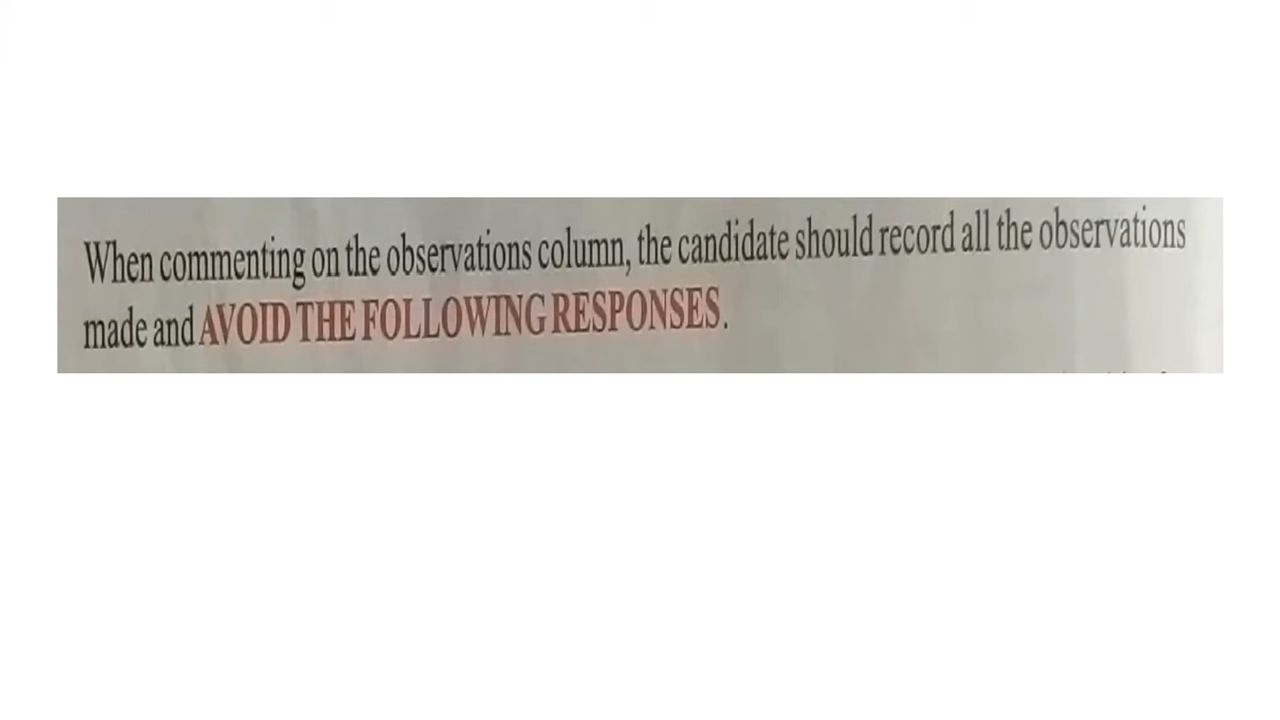 When commenting on the observations column, the candidate should record all the observations
made and AVOID THE FOLLOWING RESPONSES.